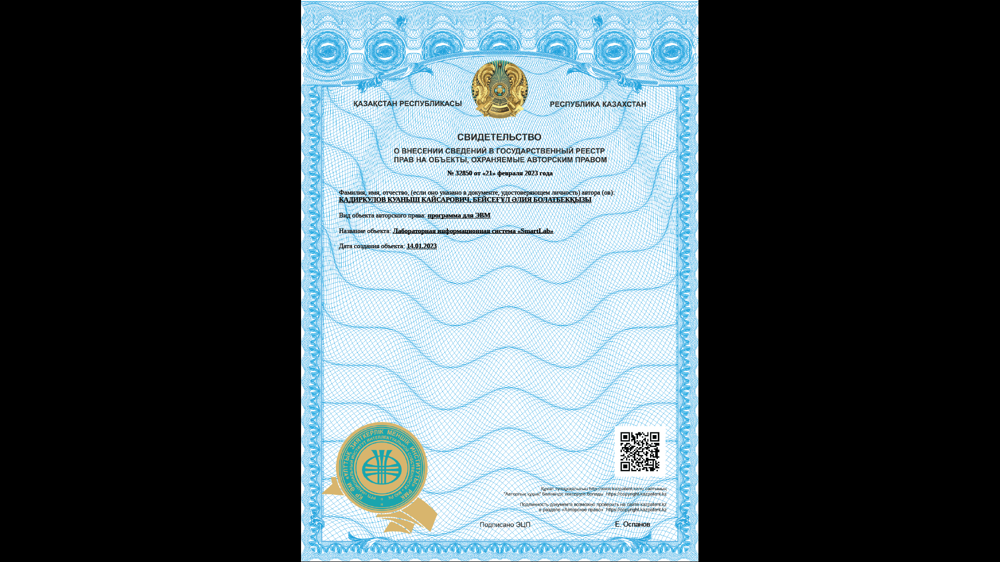 ҚАЗАҚСТАН РЕСПУБЛИКАСЫ
РЕСПУБЛИКА КАЗАХСТАН
СВИДЕТЕЛЬСТВО
О ВНЕСЕНИИ СВЕДЕНИЙ В ГОСУДАРСТВЕННЫЙ РЕЕСТР
ПРАВ НА ОБЪЕКТЫ, ОХРАНЯЕМЫЕ АВТОРСКИМ ПРАВОМ
№ 32850 от «21» февраля 2023 года
Фамилия, имя, отчество, (если оно указано в документе, удостоверяющем личность) автора (ов):
КАДИРКУЛОВ КУАНЫШ КАЙСАРОВИЧ, БЕЙСЕҒҰЛ ӘЛИЯ БОЛАТБЕКҚЫЗЫ
Вид объекта авторского права: программа для ЭВМ
Название объекта: Лабораторная информационная система «SmartLab»
Дата создания объекта: 14.01.2023
ҚР ӘМ «ҰЛТТЫҚ ЗИЯТКЕРЛІК МЕНШІК ИНСТИТУТЫ» РМК
РГП «НАЦИОНАЛЬНЫЙ ИНСТИТУТ ИНТЕЛЛЕКТУАЛЬНОЙ СОБСТВЕННОСТИ» МЮ РК
Құжат түпнұсқалығын http://www.kazpatent.kz/ru сайтының
"Авторлық құқық" бөлімінде тексеруге болады https://copyright.kazpatent.kz
Подлинность документа возможно проверить на сайте kazpatent.kz
в разделе «Авторское право» https://copyright.kazpatent.kz
Подписано ЭЦП
Е. Оспанов